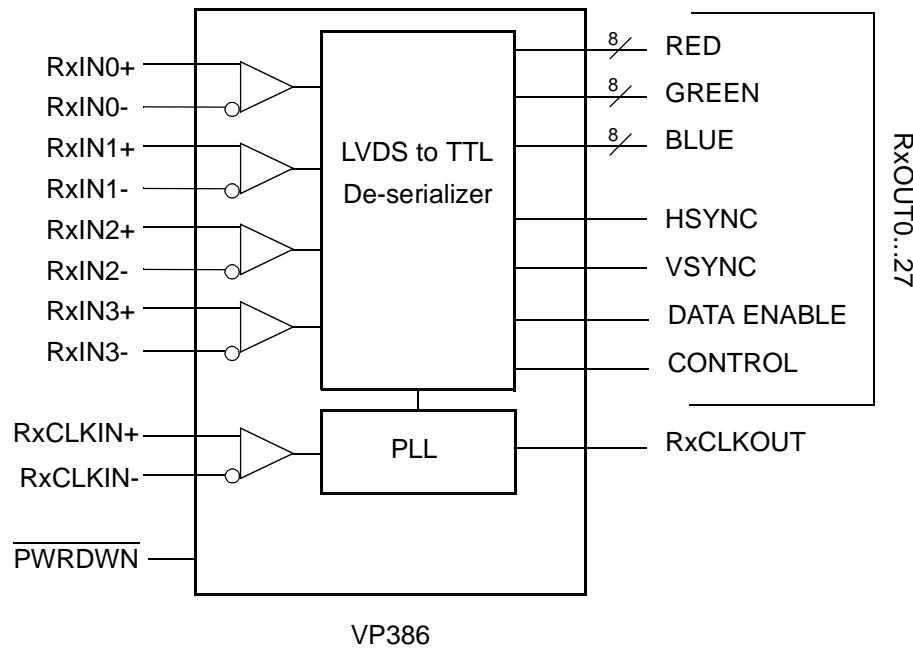 RxIN0+
RxIN0-
RxIN1+
RxIN1-
RxIN2+
RxIN2-
RxIN3+
RxIN3-
RxCLKIN+
RxCLKIN-
PWRDWN
LVDS to TTL
De-serializer
PLL
8
RED
8
GREEN
8
BLUE
HSYNC
VSYNC
DATA ENABLE
CONTROL
RxCLKOUT
RxOUT0...27
VP386